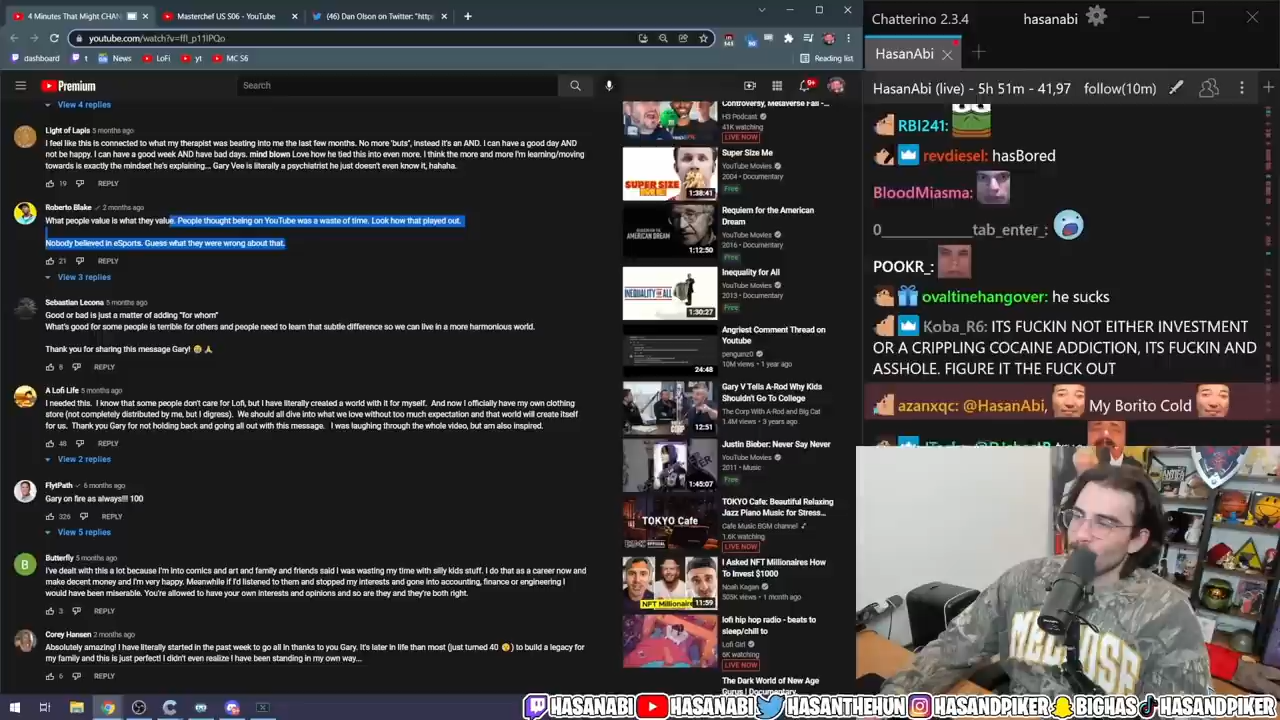 4 Minutes That Might CHAN
Masterchef US S06 - YouTube
(46) Dan Olson on Twitter: "https
youtube.com/watch?v=fIl_p11lPQo
dashboard
t
News
LoFi
yt
MC S6
Reading list
Premium
Search
9+
View 4 replies
Light of Lapis 5 months ago
I feel like this is connected to what my therapist was beating into me the last few months. No more 'buts", instead it's an AND. I can have a good day AND
not be happy. I can have a good week AND have bad days. mind blown Love how he tied this into even more. I think the more and more I'm learning/moving
towards is exactly the mindset he's explaining... Gary Vee is literally a psychiatrist he just doesn't even know it, hahaha.
19 REPLY
Roberto Blake 2 months ago
What people value is what they value. People thought being on YouTube was a waste of time. Look how that played out.
Nobody believed in eSports. Guess what they were wrong about that.
21 REPLY
View 3 replies
Sebastian Lecona 5 months ago
Good or bad is just a matter of adding "for whom"
What's good for some people is terrible for others and people need to learn that subtle difference so we can live in a more harmonious world.
Thank you for sharing this message Gary! 😄 🙏
8 REPLY
A Lofi Life 5 months ago
I needed this. I know that some people don't care for Lofi, but I have literally created a world with it for myself. And now I officially have my own clothing
store (not completely distributed by me, but I digress). We should all dive into what we love without too much expectation and that world will create itself
for us. Thank you Gary for not holding back and going all out with this message. I was laughing through the whole video, but am also inspired.
48 REPLY
View 2 replies
FlytPath 5 months ago
Gary on fire as always!!! 100
326 REPLY
View 5 replies
Butterfly 5 months ago
I've dealt with this a lot because I'm into comics and art and family and friends said I was wasting my time with silly kids stuff. I do that as a career now and
make decent money and I'm very happy. Meanwhile if I'd listened to them and stopped my interests and gone into accounting, finance or engineering I
would have been miserable. You're allowed to have your own interests and opinions and so are they and they're both right.
3 REPLY
Corey Hansen 2 months ago
Absolutely amazing! I have literally started in the past week to go all in thanks to you Gary. It's later in life than most (just turned 40 😮) to build a legacy for
my family and this is just perfect! I didn't even realize I have been standing in my own way...
6 REPLY
Controversy, Metaverse Fail -...
H3 Podcast
41K watching
LIVE NOW
Super Size Me
YouTube Movies
2004 • Documentary
Free
SUPER SIZE ME
1:38:41
Requiem for the American
Dream
YouTube Movies
2016 • Documentary
Free
1:12:50
Inequality for All
YouTube Movies
2013 • Documentary
Free
INEQUALITY for ALL
1:30:27
Angriest Comment Thread on
Youtube
penguinz0
10M views • 1 year ago
24:48
Gary V Tells A-Rod Why Kids
Shouldn't Go To College
The Corp With A-Rod and Big Cat
1.4M views • 3 years ago
12:51
Justin Bieber: Never Say Never
YouTube Movies
2011 • Music
Free
1:45:07
TOKYO Cafe: Beautiful Relaxing
Jazz Piano Music for Stress...
Cafe Music BGM channel
1.6K watching
LIVE NOW
TOKYO Cafe
I Asked NFT Millionaires How
To Invest $1000
Noah Kagan
505K views • 1 month ago
NFT Millionaire
11:59
lofi hip hop radio - beats to
sleep/chill to
Lofi Girl
6K watching
LIVE NOW
The Dark World of New Age
Gurus | Documentary
Chatterino 2.3.4
hasanabi
HasanAbi
HasanAbi (live) - 5h 51m - 41,97 follow(10m)
RBI241:
revdiesel: hasBored
BloodMiasma:
0__________tab_enter_:
POOKR_:
ovaltinehangover: he sucks
Koba_R6: ITS FUCKIN NOT EITHER INVESTMENT
OR A CRIPPLING COCAINE ADDICTION, ITS FUCKIN AND
ASSHOLE. FIGURE IT THE FUCK OUT
azanxqc: @HasanAbi, My Borito Cold
HASANABI HASANABI HASANTHEHUN HASANDPIKER BIGHAS HASANDPIKER